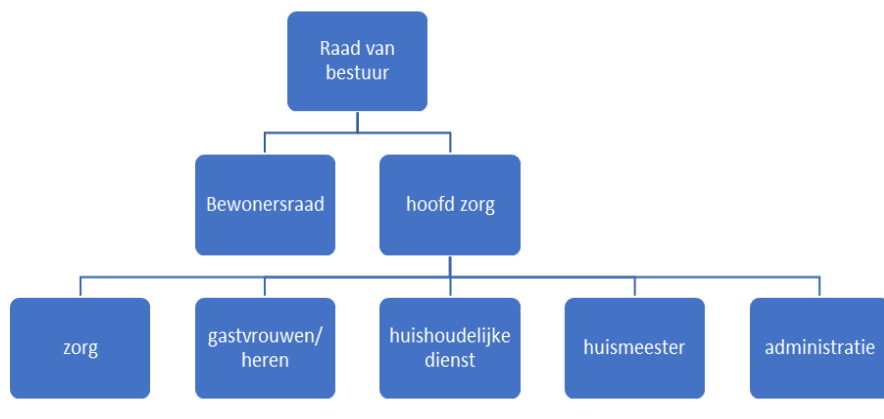 Raad van
bestuur
Bewonersraad
hoofd zorg
zorg
gastvrouwen/
heren
huishoudelijke
dienst
huismeester
administratie